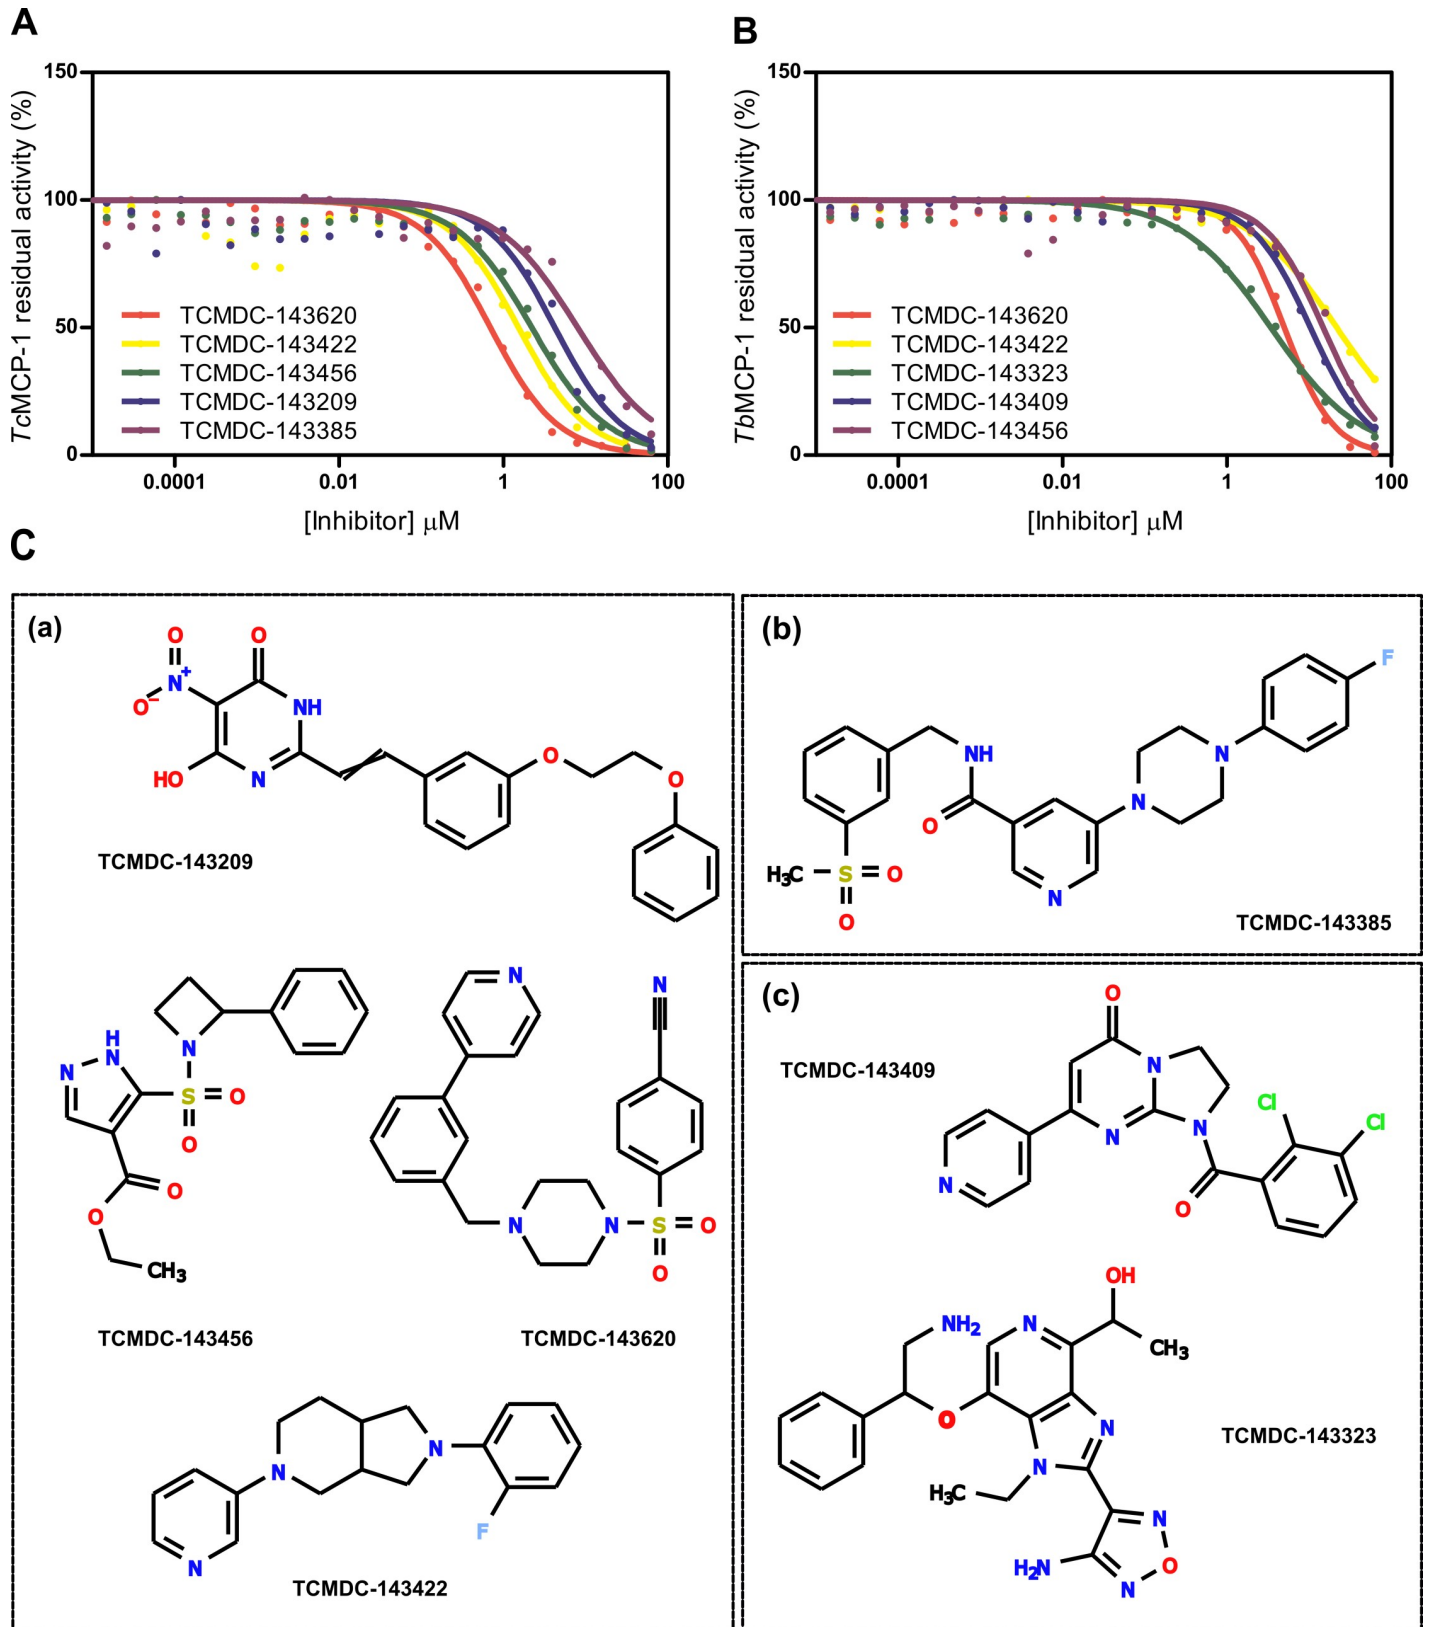 A
150
100
50
0
0.0001 0.01 1 100
TcMCP-1 residual activity (%)
[Inhibitor] μM
TCMDC-143620
TCMDC-143422
TCMDC-143456
TCMDC-143209
TCMDC-143385
B
150
100
50
0
0.0001 0.01 1 100
TbMCP-1 residual activity (%)
[Inhibitor] μM
TCMDC-143620
TCMDC-143422
TCMDC-143323
TCMDC-143409
TCMDC-143456
C
(a)
O
O
N+
O−
NH
HO
N
O
O
TCMDC-143209
H
N
N
N
S
O
O
O
O
CH3
TCMDC-143456
N
N
N
N
S
O
O
TCMDC-143620
N
N
N
F
TCMDC-143422
(b)
F
N
N
NH
O
H3C
S
O
O
N
TCMDC-143385
(c)
O
TCMDC-143409
N
N
N
N
O
Cl
Cl
OH
NH2
N
CH3
O
N
N
H3C
TCMDC-143323
N
O
N
H2N